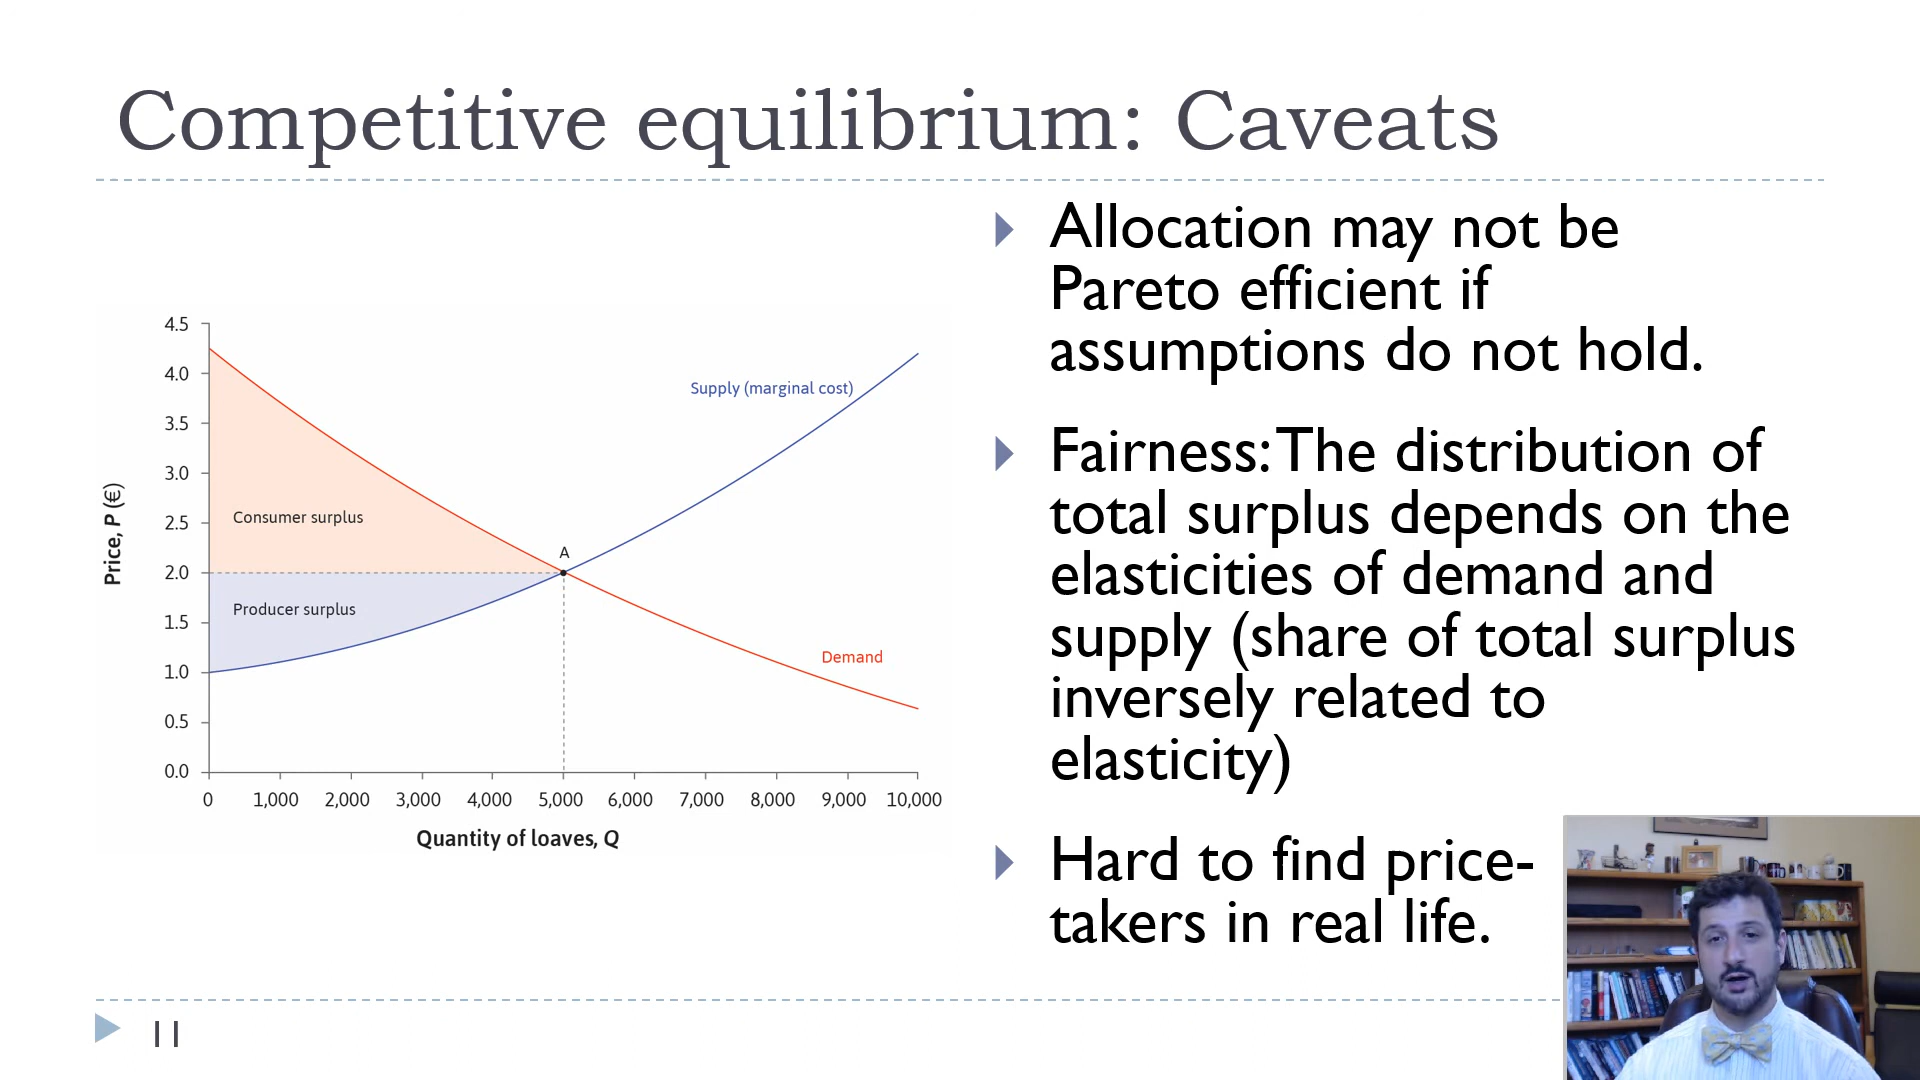 Competitive equilibrium: Caveats
Allocation may not be
Pareto efficient if
assumptions do not hold.
Fairness: The distribution of
total surplus depends on the
elasticities of demand and
supply (share of total surplus
inversely related to
elasticity)
Hard to find price-
takers in real life.
Price, P (€)
4.5
4.0
3.5
3.0
2.5
2.0
1.5
1.0
0.5
0.0
Supply (marginal cost)
Consumer surplus
A
Producer surplus
Demand
0 1,000 2,000 3,000 4,000 5,000 6,000 7,000 8,000 9,000 10,000
Quantity of loaves, Q
11